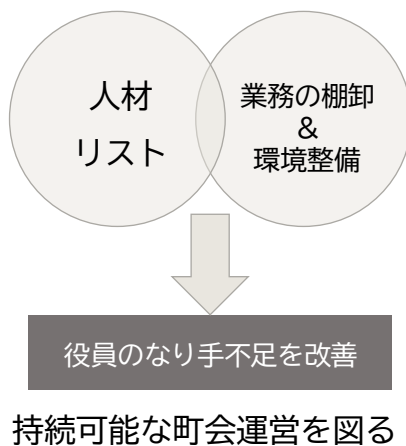 人材
リスト
業務の棚卸
&
環境整備
役員のなり手不足を改善
持続可能な町会運営を図る